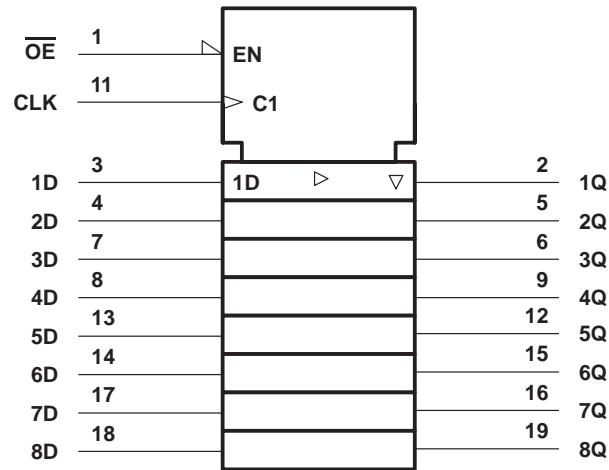 OE 1 EN
CLK 11 C1
1D 3 1D 2 1Q
2D 4 5 2Q
3D 7 6 3Q
4D 8 9 4Q
5D 13 12 5Q
6D 14 15 6Q
7D 17 16 7Q
8D 18 19 8Q